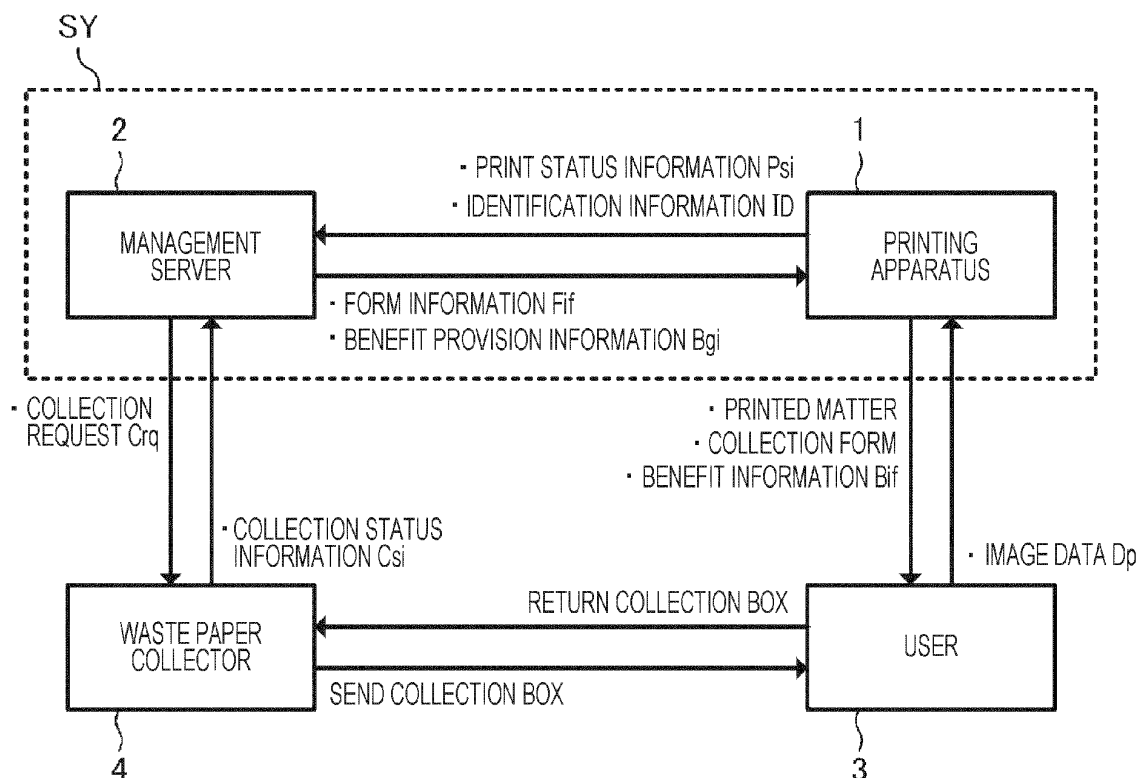 SY
2
1
· PRINT STATUS INFORMATION Psi
· IDENTIFICATION INFORMATION ID
MANAGEMENT
SERVER
PRINTING
APPARATUS
· FORM INFORMATION Fif
· BENEFIT PROVISION INFORMATION Bgi
· COLLECTION
REQUEST Crq
· PRINTED MATTER
· COLLECTION FORM
· BENEFIT INFORMATION Bif
· COLLECTION STATUS
INFORMATION Csi
· IMAGE DATA Dp
RETURN COLLECTION BOX
WASTE PAPER
COLLECTOR
USER
SEND COLLECTION BOX
4
3